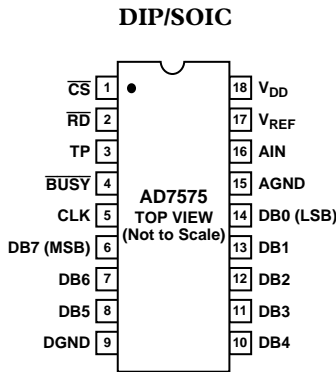 DIP/SOIC
CS 1
RD 2
TP 3
BUSY 4
CLK 5
DB7 (MSB) 6
DB6 7
DB5 8
DGND 9
AD7575
TOP VIEW
(Not to Scale)
18 VDD
17 VREF
16 AIN
15 AGND
14 DB0 (LSB)
13 DB1
12 DB2
11 DB3
10 DB4